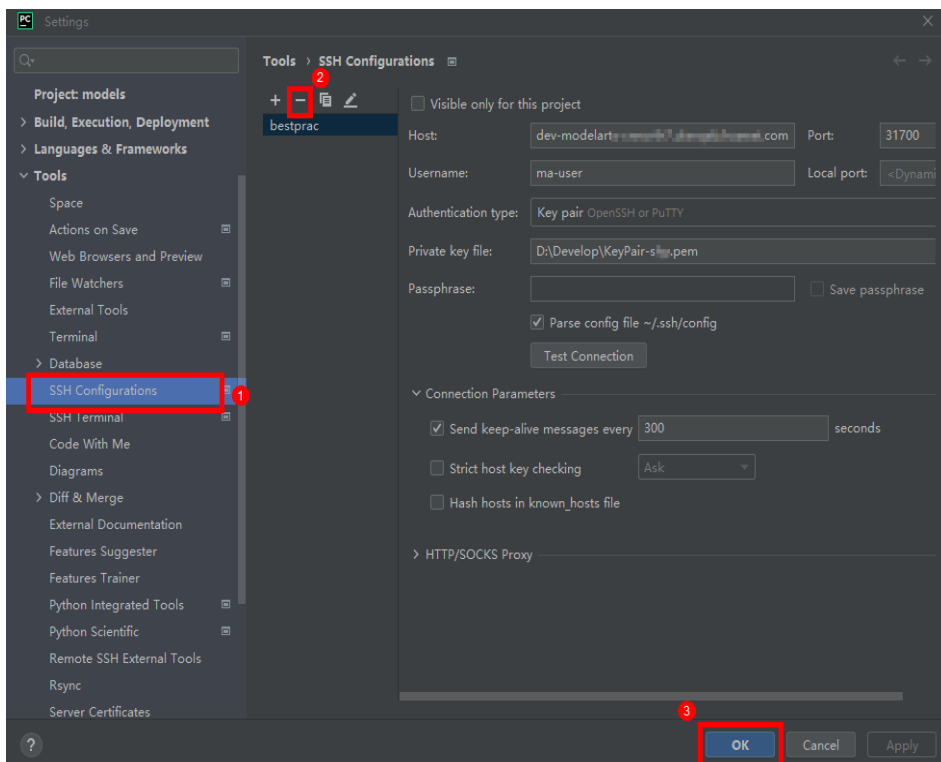 PC Settings
Tools › SSH Configurations
Project: models
Build, Execution, Deployment
Languages & Frameworks
Tools
Space
Actions on Save
Web Browsers and Preview
File Watchers
External Tools
Terminal
Database
SSH Configurations
SSH Terminal
Code With Me
Diagrams
Diff & Merge
External Documentation
Features Suggester
Features Trainer
Python Integrated Tools
Python Scientific
Remote SSH External Tools
Rsync
Server Certificates
1
2
bestprac
Visible only for this project
Host: dev-modelart .com Port: 31700
Username: ma-user Local port: <Dynami
Authentication type: Key pair OpenSSH or PuTTY
Private key file: D:\Develop\KeyPair-s .pem
Passphrase: Save passphrase
Parse config file ~/.ssh/config
Test Connection
Connection Parameters
Send keep-alive messages every 300 seconds
Strict host key checking Ask
Hash hosts in known_hosts file
HTTP/SOCKS Proxy
3
? OK Cancel Apply